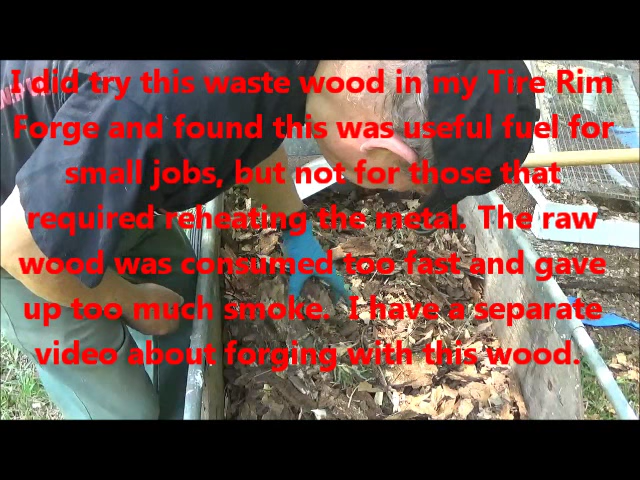 I did try this waste wood in my Tire Rim
Forge and found this was useful fuel for
small jobs, but not for those that
required reheating the metal. The raw
wood was consumed too fast and gave
up too much smoke.  I have a separate
video about forging with this wood.